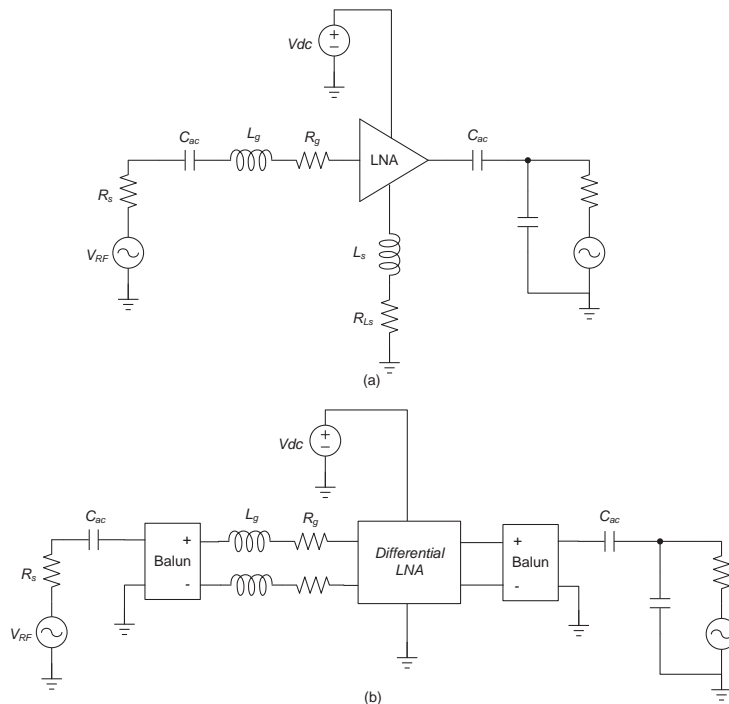 Vdc
+
−
Cac Lg Rg LNA Cac
Rs
VRF
Ls
RLs
(a)
Vdc
+
−
Cac Lg Rg Cac
+ Balun -
Differential LNA
+ Balun -
Rs
VRF
(b)